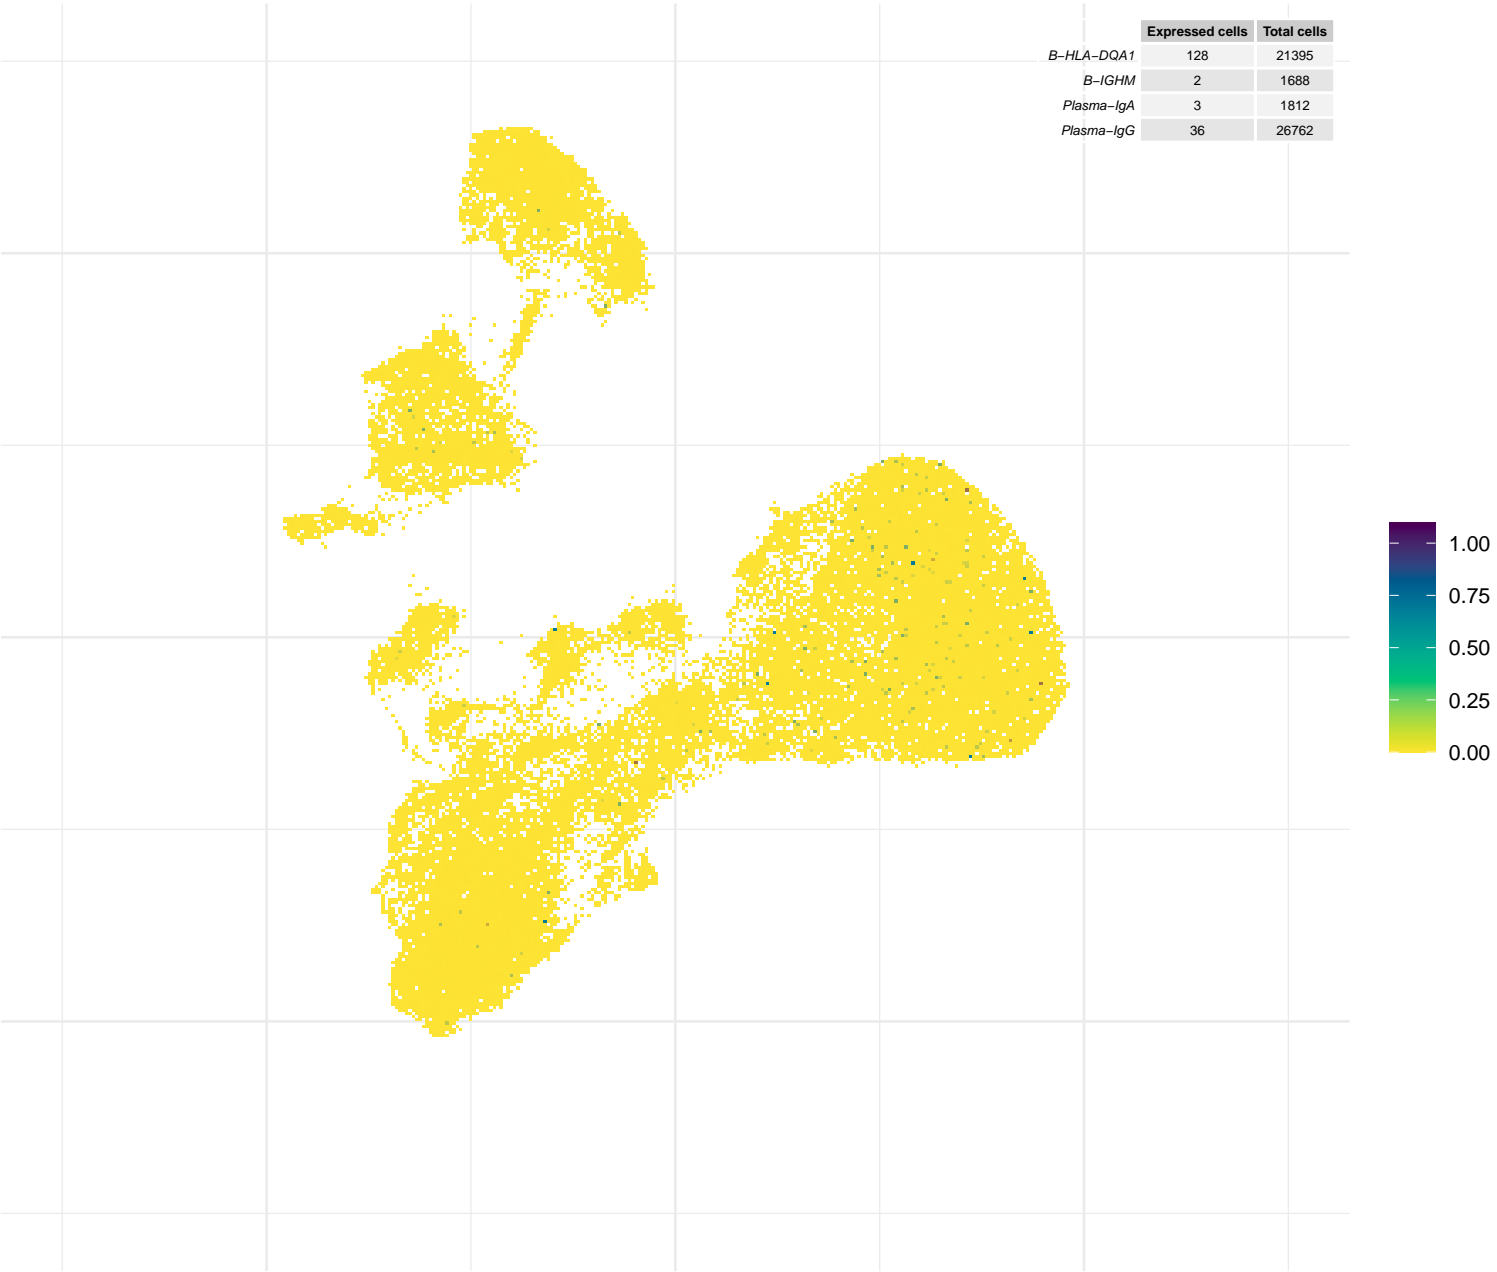 Expressed cells Total cells
B−HLA−DQA1 128 21395
B−IGHM 2 1688
Plasma−IgA 3 1812
Plasma−IgG 36 26762
1.00
0.75
0.50
0.25
0.00